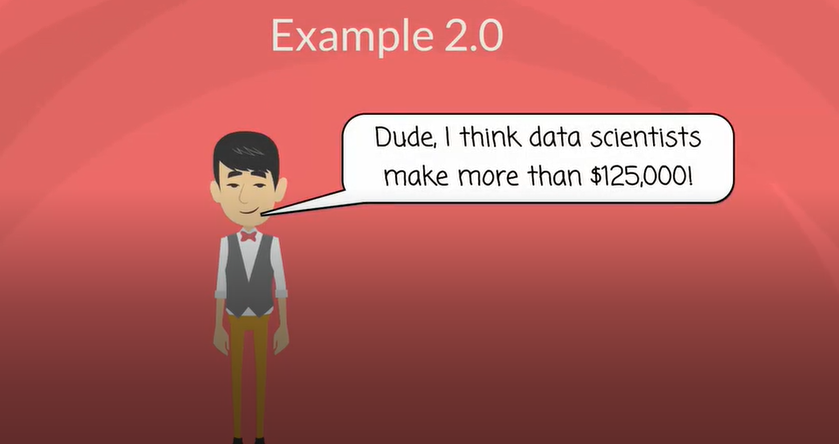 Example 2.0
Dude, I think data scientists
make more than $125,000!